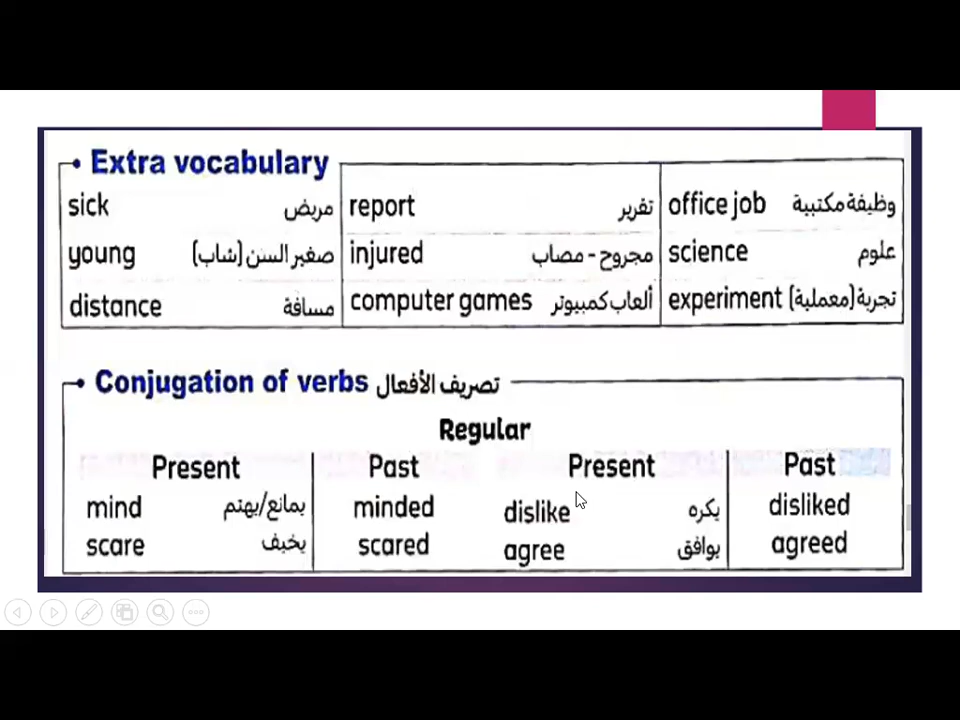 Extra vocabulary
sick مريض report تقرير office job وظيفة مكتبية
young صغير السن (شاب) injured مجروح - مصاب science علوم
distance مسافة computer games ألعاب كمبيوتر experiment تجربة (معملية)
Conjugation of verbs تصريف الأفعال
Regular
Present Past Present Past
mind يمانع/يهتم minded dislike يكره disliked
scare يخيف scared agree يوافق agreed